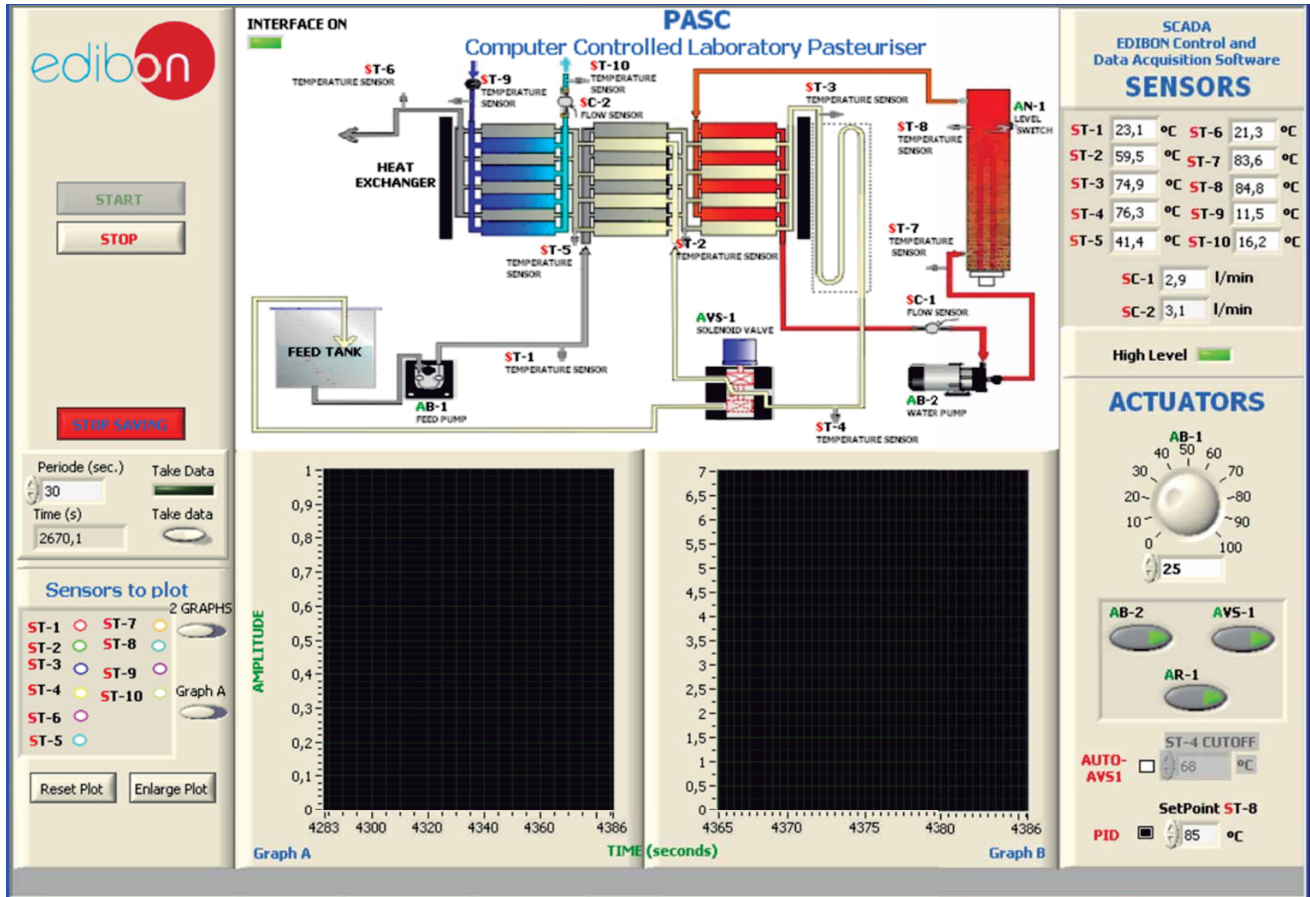 edibon
START
STOP
STOP SAVING
Periode (sec.)
30
Take Data
Time (s)
2670,1
Take data
Sensors to plot
2 GRAPHS
ST-1
ST-7
ST-2
ST-8
ST-3
ST-9
ST-4
ST-10
Graph A
ST-6
ST-5
Reset Plot
Enlarge Plot
INTERFACE ON
PASC
Computer Controlled Laboratory Pasteuriser
ST-6
TEMPERATURE SENSOR
ST-9
TEMPERATURE
SENSOR
ST-10
TEMPERATURE
SENSOR
SC-2
FLOW SENSOR
ST-3
TEMPERATURE SENSOR
AN-1
LEVEL
SWITCH
ST-8
TEMPERATURE
SENSOR
HEAT
EXCHANGER
ST-5
TEMPERATURE
SENSOR
ST-2
TEMPERATURE SENSOR
ST-7
TEMPERATURE
SENSOR
SC-1
FLOW SENSOR
AVS-1
SOLENOID VALVE
FEED TANK
ST-1
TEMPERATURE SENSOR
AB-1
FEED PUMP
AB-2
WATER PUMP
ST-4
TEMPERATURE SENSOR
AMPLITUDE
1
0,9
0,8
0,7
0,6
0,5
0,4
0,3
0,2
0,1
0
4283 4300 4320 4340 4360 4386
Graph A
7
6,5
6
5,5
5
4,5
4
3,5
3
2,5
2
1,5
1
0,5
0
4365 4370 4375 4380 4386
TIME (seconds)
Graph B
SCADA
EDIBON Control and
Data Acquisition Software
SENSORS
ST-1 23,1 ºC ST-6 21,3 ºC
ST-2 59,5 ºC ST-7 83,6 ºC
ST-3 74,9 ºC ST-8 84,8 ºC
ST-4 76,3 ºC ST-9 11,5 ºC
ST-5 41,4 ºC ST-10 16,2 ºC
SC-1 2,9 l/min
SC-2 3,1 l/min
High Level
ACTUATORS
AB-1
0 10 20 30 40 50 60 70 80 90 100
25
AB-2
AVS-1
AR-1
ST-4 CUTOFF
AUTO-
AVS1
68 ºC
SetPoint ST-8
PID
85 ºC